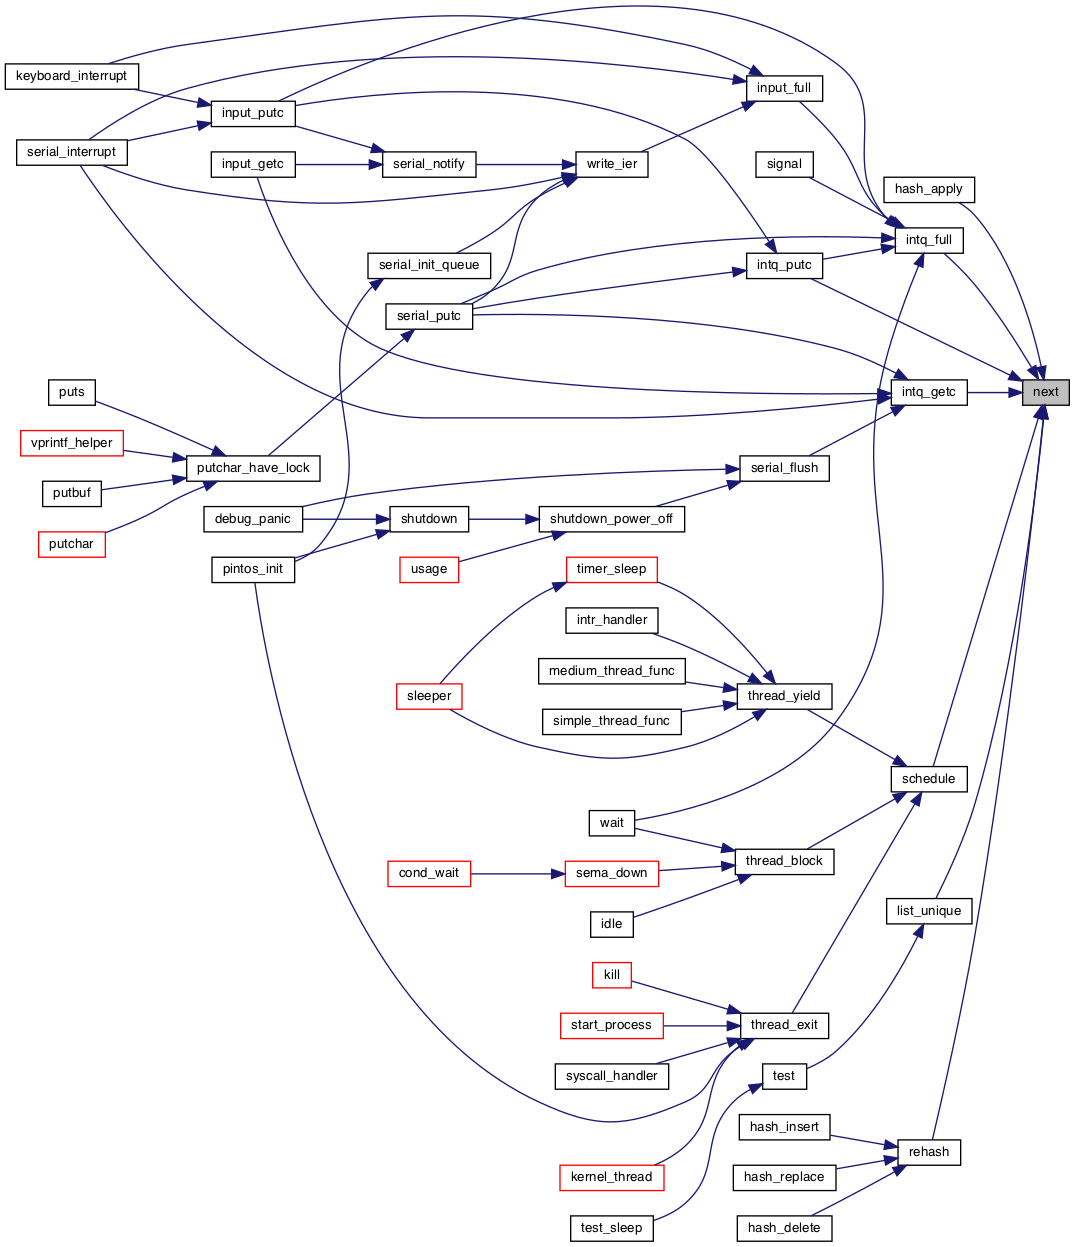 keyboard_interrupt
serial_interrupt
input_putc
input_getc
serial_notify
write_ier
input_full
signal
hash_apply
intq_full
intq_putc
serial_init_queue
serial_putc
intq_getc
next
puts
vprintf_helper
putbuf
putchar
putchar_have_lock
serial_flush
debug_panic
shutdown
shutdown_power_off
pintos_init
usage
timer_sleep
intr_handler
medium_thread_func
simple_thread_func
sleeper
thread_yield
schedule
wait
thread_block
cond_wait
sema_down
idle
list_unique
kill
start_process
thread_exit
syscall_handler
test
hash_insert
rehash
kernel_thread
hash_replace
test_sleep
hash_delete